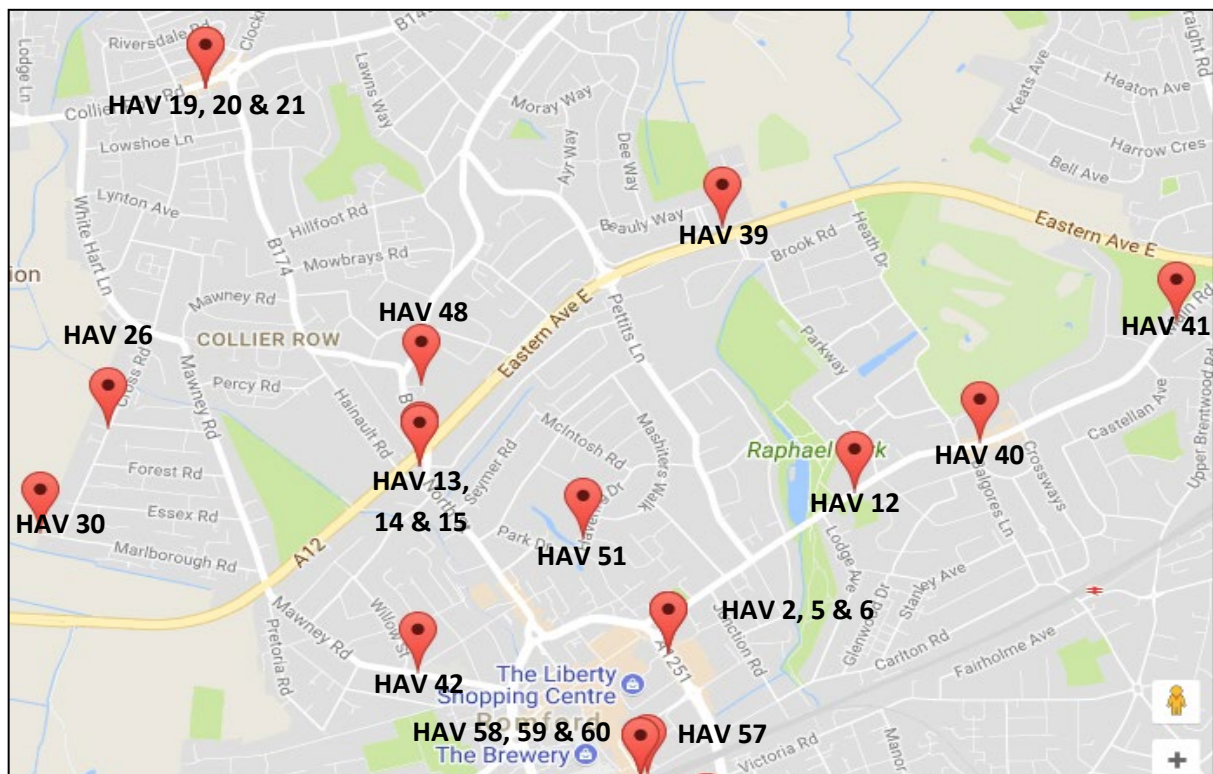 Lodge Ln
Riversdale Rd
B174
Lawns Way
Moray Way
Dee Way
Ayr Way
Keats Ave
Heaton Ave
Harrow Cres
Bell Ave
HAV 19, 20 & 21
Lowshoe Ln
Lynton Ave
White Hart Ln
Hillfoot Rd
Mowbrays Rd
Beauly Way
HAV 39
Brook Rd
Heath Dr
Eastern Ave E
Mawney Rd
COLLIER ROW
HAV 48
Eastern Ave E
Pettits Ln
Parkway
HAV 41
HAV 26
Cross Rd
Mawney Rd
Percy Rd
Hainault Rd
McIntosh Rd
Mashiters Walk
Castellan Ave
Upper Brentwood Rd
HAV 40
Crossways
Forest Rd
HAV 13,
14 & 15
Seymer Rd
HAV 12
HAV 30
Essex Rd
Marlborough Rd
A12
Park Dr
HAV 51
Lodge Ave
Stanley Ave
Glenwood Dr
Mawney Rd
Willow St
Pretoria Rd
HAV 2, 5 & 6
A1251
Carlton Rd
Fairholme Ave
HAV 42
The Liberty
Shopping Centre
Romford
HAV 58, 59 & 60
HAV 57
The Brewery
Victoria Rd
+